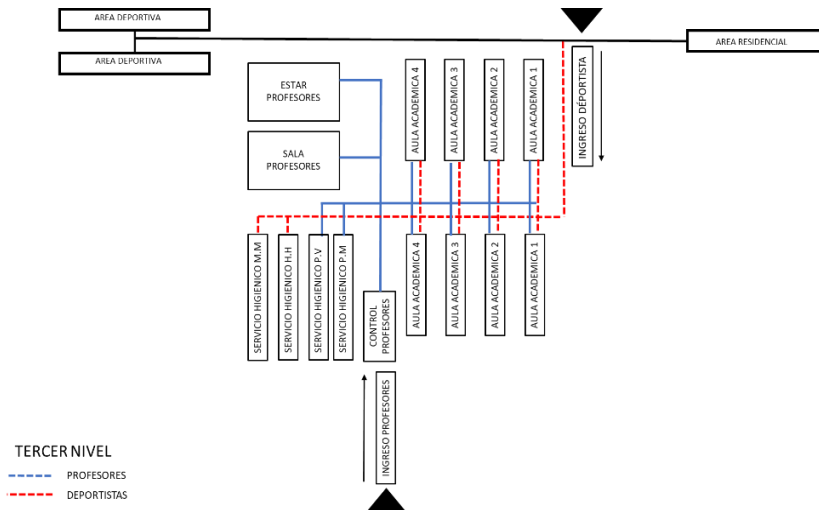 AREA DEPORTIVA
AREA DEPORTIVA
AREA RESIDENCIAL
INGRESO DÉPORTISTA
ESTAR
PROFESORES
SALA
PROFESORES
AULA ACADEMICA 4
AULA ACADEMICA 3
AULA ACADEMICA 2
AULA ACADEMICA 1
SERVICIO HIGIENICO M.M
SERVICIO HIGIENICO H.H
SERVICIO HIGIENICO P.V
SERVICIO HIGIENICO P.M
CONTROL
PROFESORES
AULA ACADEMICA 4
AULA ACADEMICA 3
AULA ACADEMICA 2
AULA ACADEMICA 1
INGRESO PROFESORES
TERCER NIVEL
PROFESORES
DEPORTISTAS